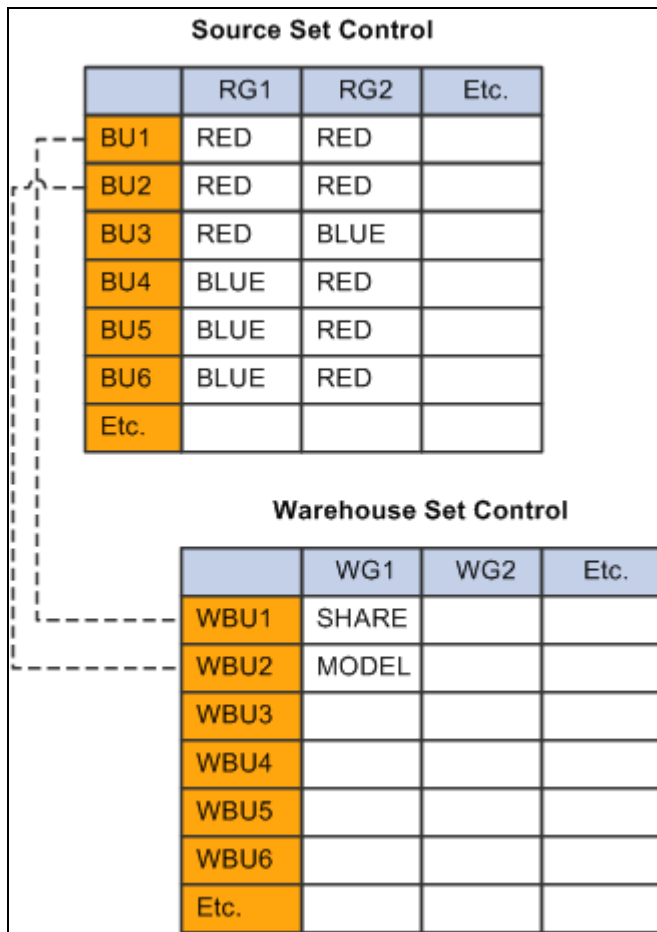 Source Set Control
RG1 RG2 Etc.
BU1 RED RED
BU2 RED RED
BU3 RED BLUE
BU4 BLUE RED
BU5 BLUE RED
BU6 BLUE RED
Etc.
Warehouse Set Control
WG1 WG2 Etc.
WBU1 SHARE
WBU2 MODEL
WBU3
WBU4
WBU5
WBU6
Etc.